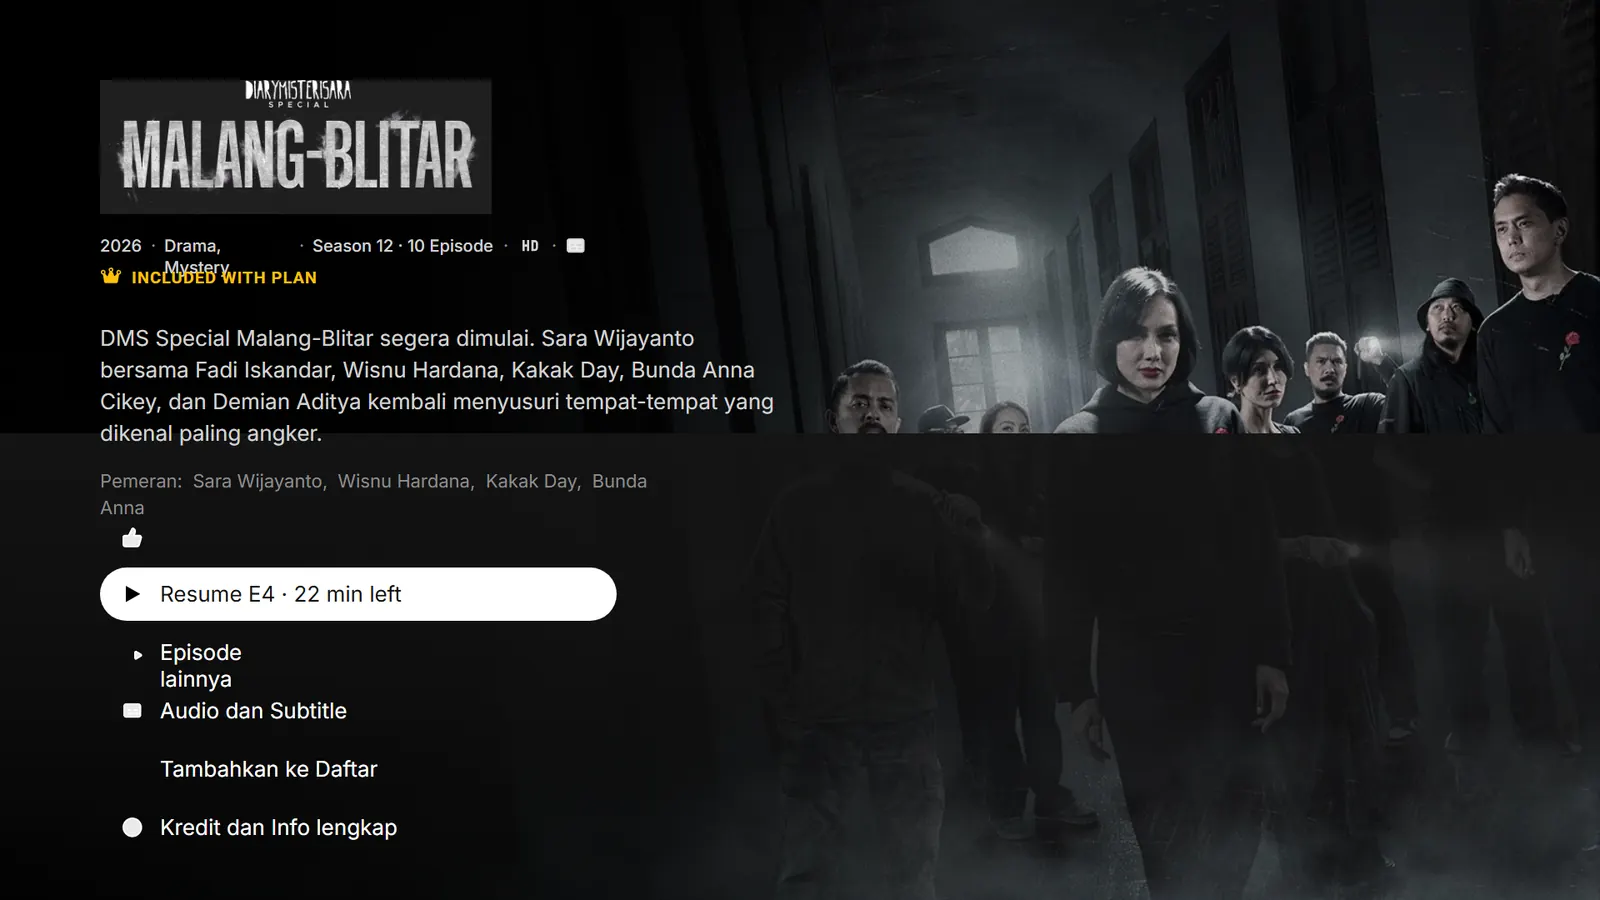 DIARYMISTERISARA
SPECIAL
MALANG-BLITAR
2026 · Drama, Mystery · Season 12 · 10 Episode · HD ·
INCLUDED WITH PLAN
DMS Special Malang-Blitar segera dimulai. Sara Wijayanto
bersama Fadi Iskandar, Wisnu Hardana, Kakak Day, Bunda Anna
Cikey, dan Demian Aditya kembali menyusuri tempat-tempat yang
dikenal paling angker.
Pemeran: Sara Wijayanto, Wisnu Hardana, Kakak Day, Bunda
Anna
Resume E4 · 22 min left
Episode
lainnya
Audio dan Subtitle
Tambahkan ke Daftar
Kredit dan Info lengkap